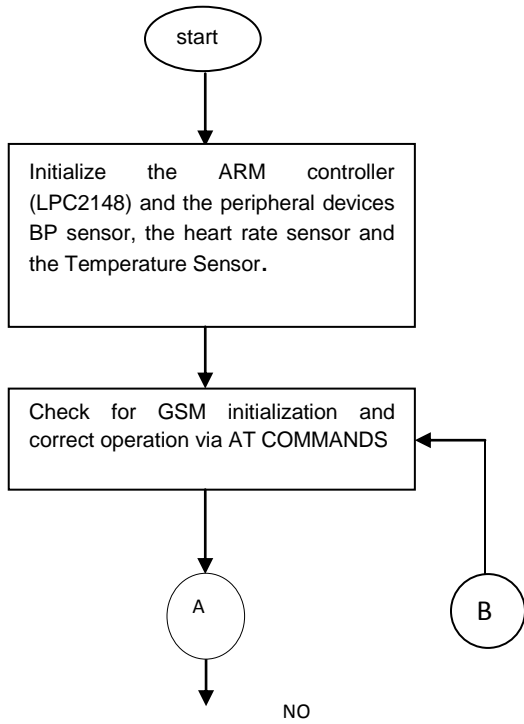 start
Initialize the ARM controller
(LPC2148) and the peripheral devices
BP sensor, the heart rate sensor and
the Temperature Sensor.
Check for GSM initialization and
correct operation via AT COMMANDS
A
B
NO